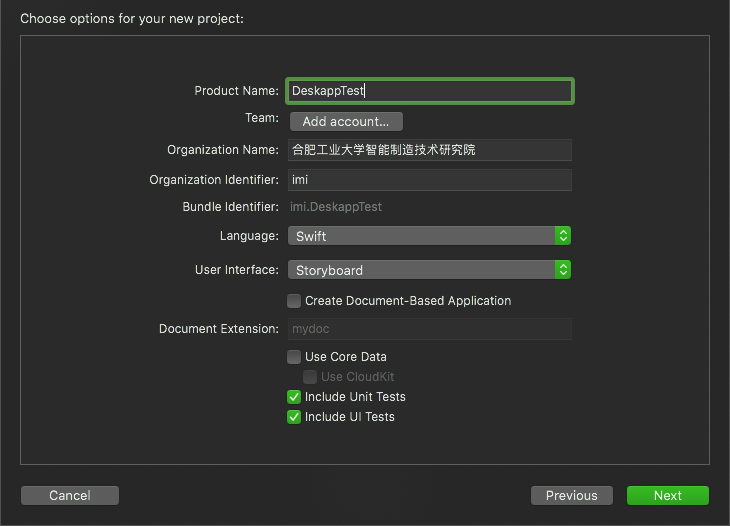 Choose options for your new project:
Product Name: DeskappTest
Team: Add account...
Organization Name: 合肥工业大学智能制造技术研究院
Organization Identifier: imi
Bundle Identifier: imi.DeskappTest
Language: Swift
User Interface: Storyboard
Create Document-Based Application
Document Extension: mydoc
Use Core Data
Use CloudKit
Include Unit Tests
Include UI Tests
Cancel Previous Next